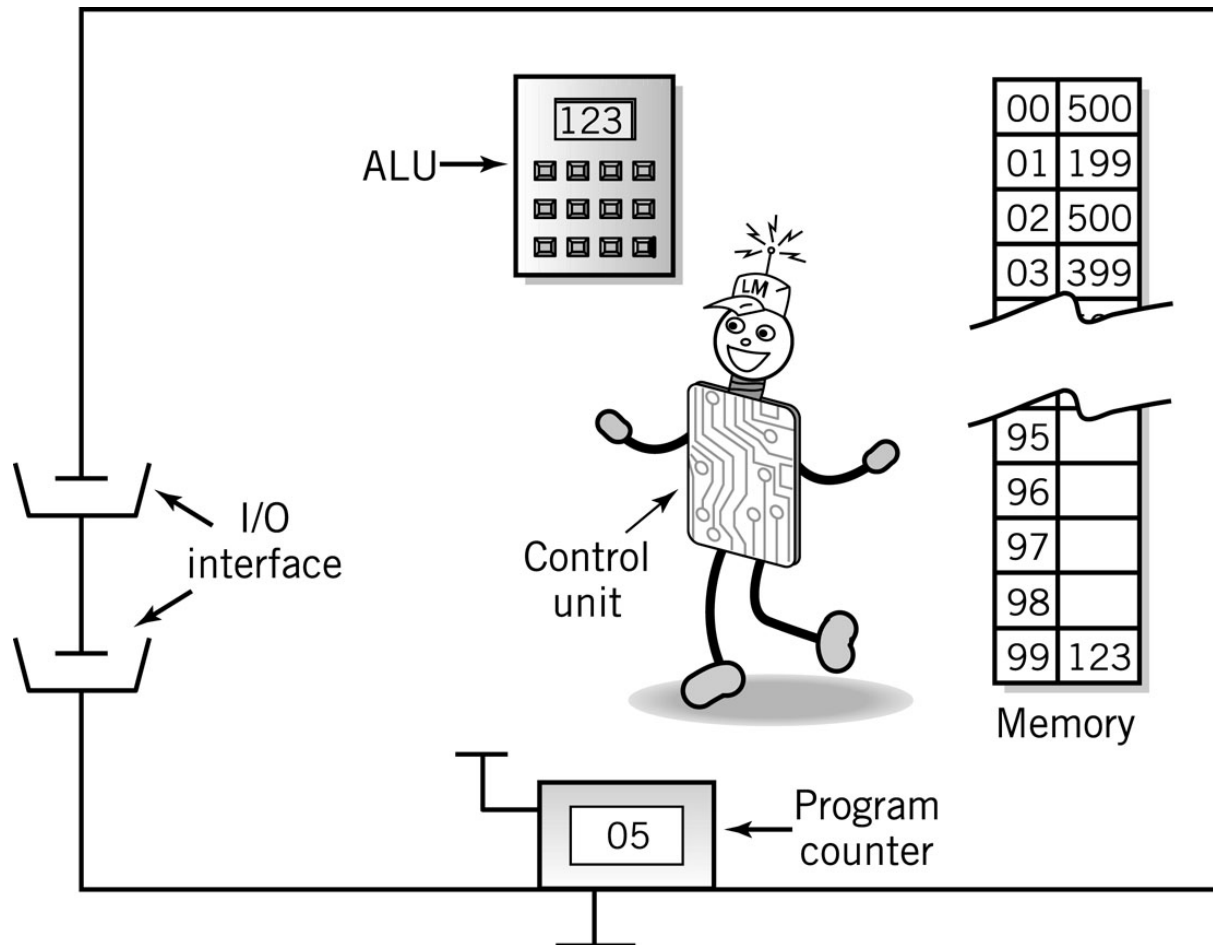 123
ALU
00 500
01 199
02 500
03 399
LM
95
96
97
98
99 123
Memory
I/O
interface
Control
unit
05
Program
counter